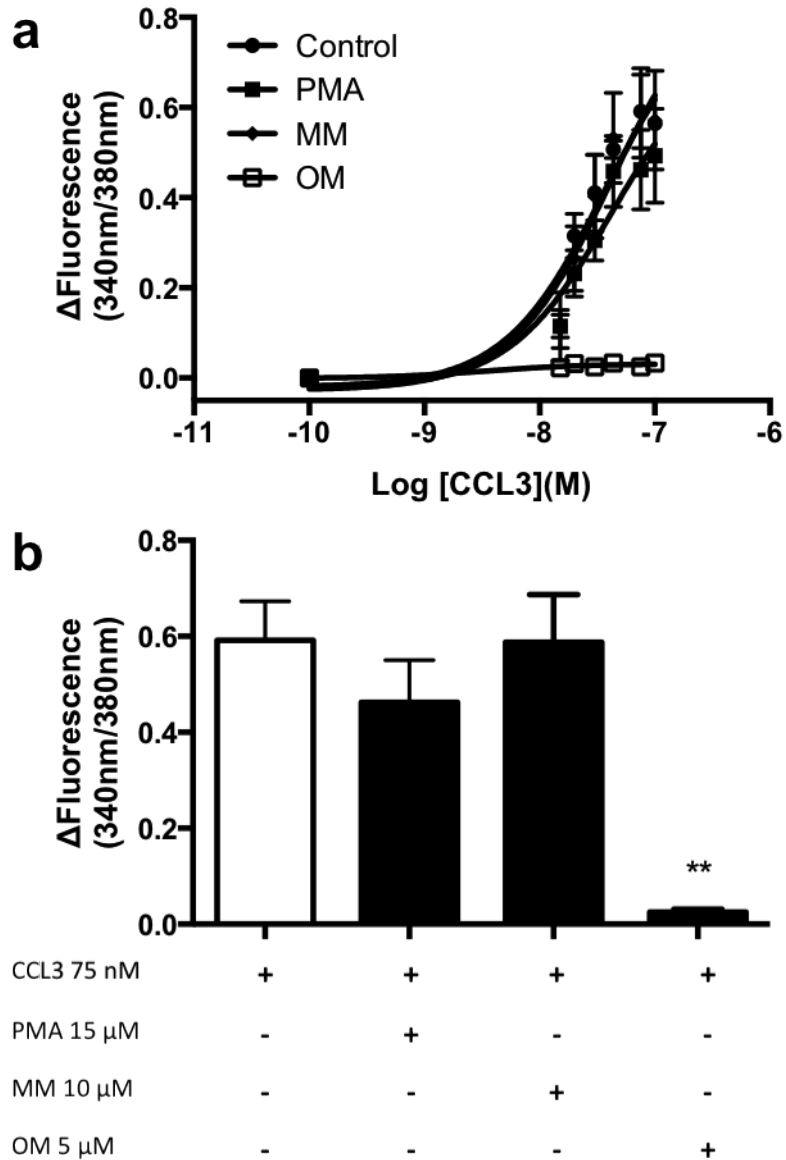 a
ΔFluorescence
(340nm/380nm)
0.8
0.6
0.4
0.2
0.0
Control
PMA
MM
OM
-11 -10 -9 -8 -7 -6
Log [CCL3](M)
b
ΔFluorescence
(340nm/380nm)
0.8
0.6
0.4
0.2
0.0
**
CCL3 75 nM + + + +
PMA 15 μM - + - -
MM 10 μM - - + -
OM 5 μM - - - +